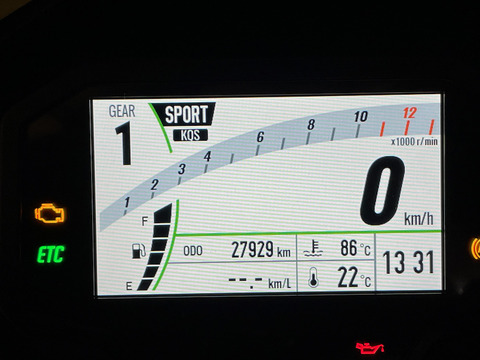 GEAR
1
SPORT
KQS
1 2 3 4 6 8 10 12
x1000 r/min
0 km/h
F
E
ODO 27929 km
--.- km/L
86 °C
22 °C
13 31
ETC